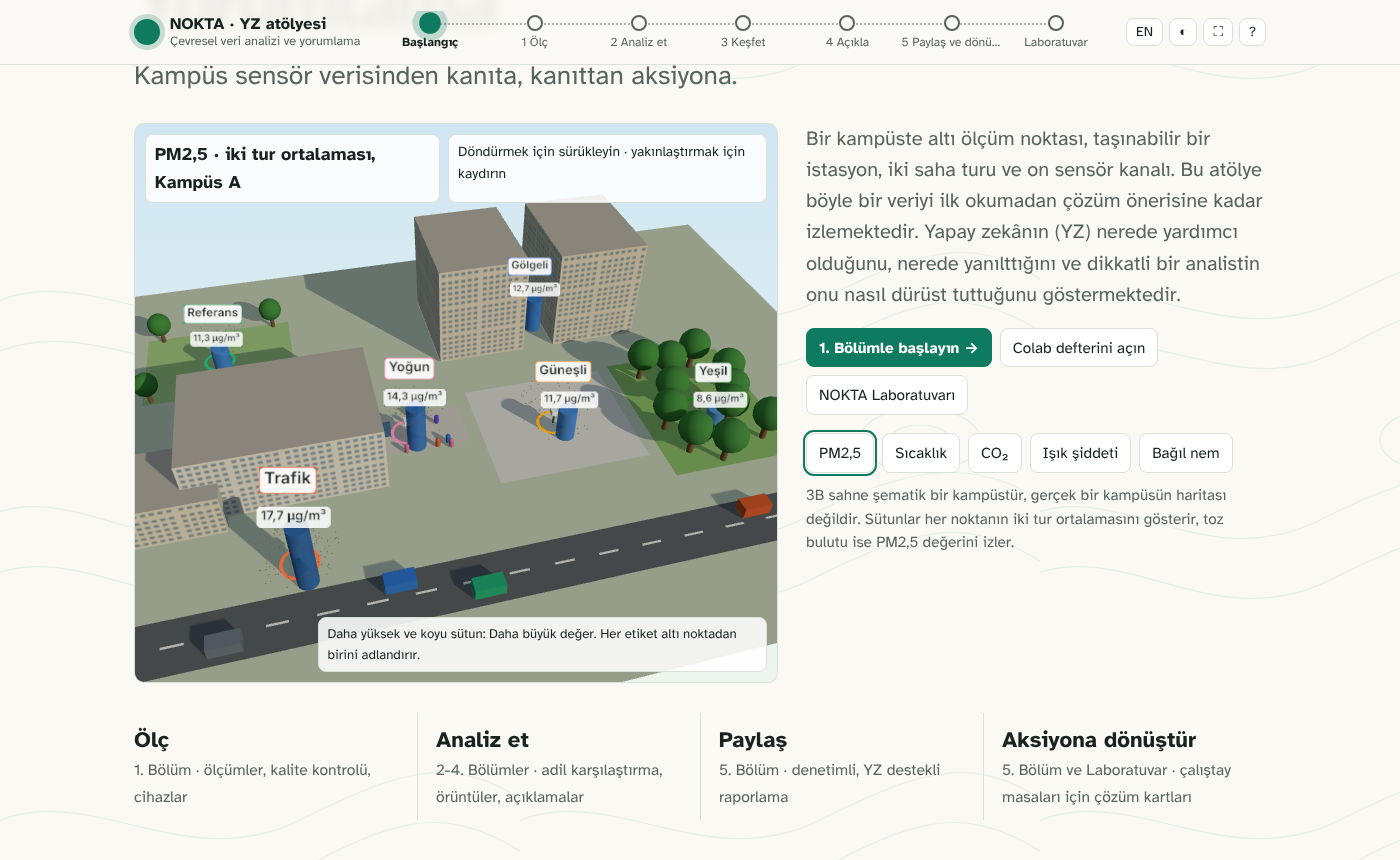 NOKTA · YZ atölyesi
Çevresel veri analizi ve yorumlama
Başlangıç
1 Ölç
2 Analiz et
3 Keşfet
4 Açıkla
5 Paylaş ve dönü…
Laboratuvar
EN
?
Kampüs sensör verisinden kanıta, kanıttan aksiyona.
PM2,5 · iki tur ortalaması,
Kampüs A
Döndürmek için sürükleyin · yakınlaştırmak için
kaydırın
Gölgeli
12,7 µg/m³
Referans
11,3 µg/m³
Yoğun
14,3 µg/m³
Güneşli
11,7 µg/m³
Yeşil
8,6 µg/m³
Trafik
17,7 µg/m³
Daha yüksek ve koyu sütun: Daha büyük değer. Her etiket altı noktadan
birini adlandırır.
Bir kampüste altı ölçüm noktası, taşınabilir bir
istasyon, iki saha turu ve on sensör kanalı. Bu atölye
böyle bir veriyi ilk okumadan çözüm önerisine kadar
izlemektedir. Yapay zekânın (YZ) nerede yardımcı
olduğunu, nerede yanılttığını ve dikkatli bir analistin
onu nasıl dürüst tuttuğunu göstermektedir.
1. Bölümle başlayın →
Colab defterini açın
NOKTA Laboratuvarı
PM2,5
Sıcaklık
CO₂
Işık şiddeti
Bağıl nem
3B sahne şematik bir kampüstür, gerçek bir kampüsün haritası
değildir. Sütunlar her noktanın iki tur ortalamasını gösterir, toz
bulutu ise PM2,5 değerini izler.
Ölç
1. Bölüm · ölçümler, kalite kontrolü,
cihazlar
Analiz et
2–4. Bölümler · adil karşılaştırma,
örüntüler, açıklamalar
Paylaş
5. Bölüm · denetimli, YZ destekli
raporlama
Aksiyona dönüştür
5. Bölüm ve Laboratuvar · çalıştay
masaları için çözüm kartları